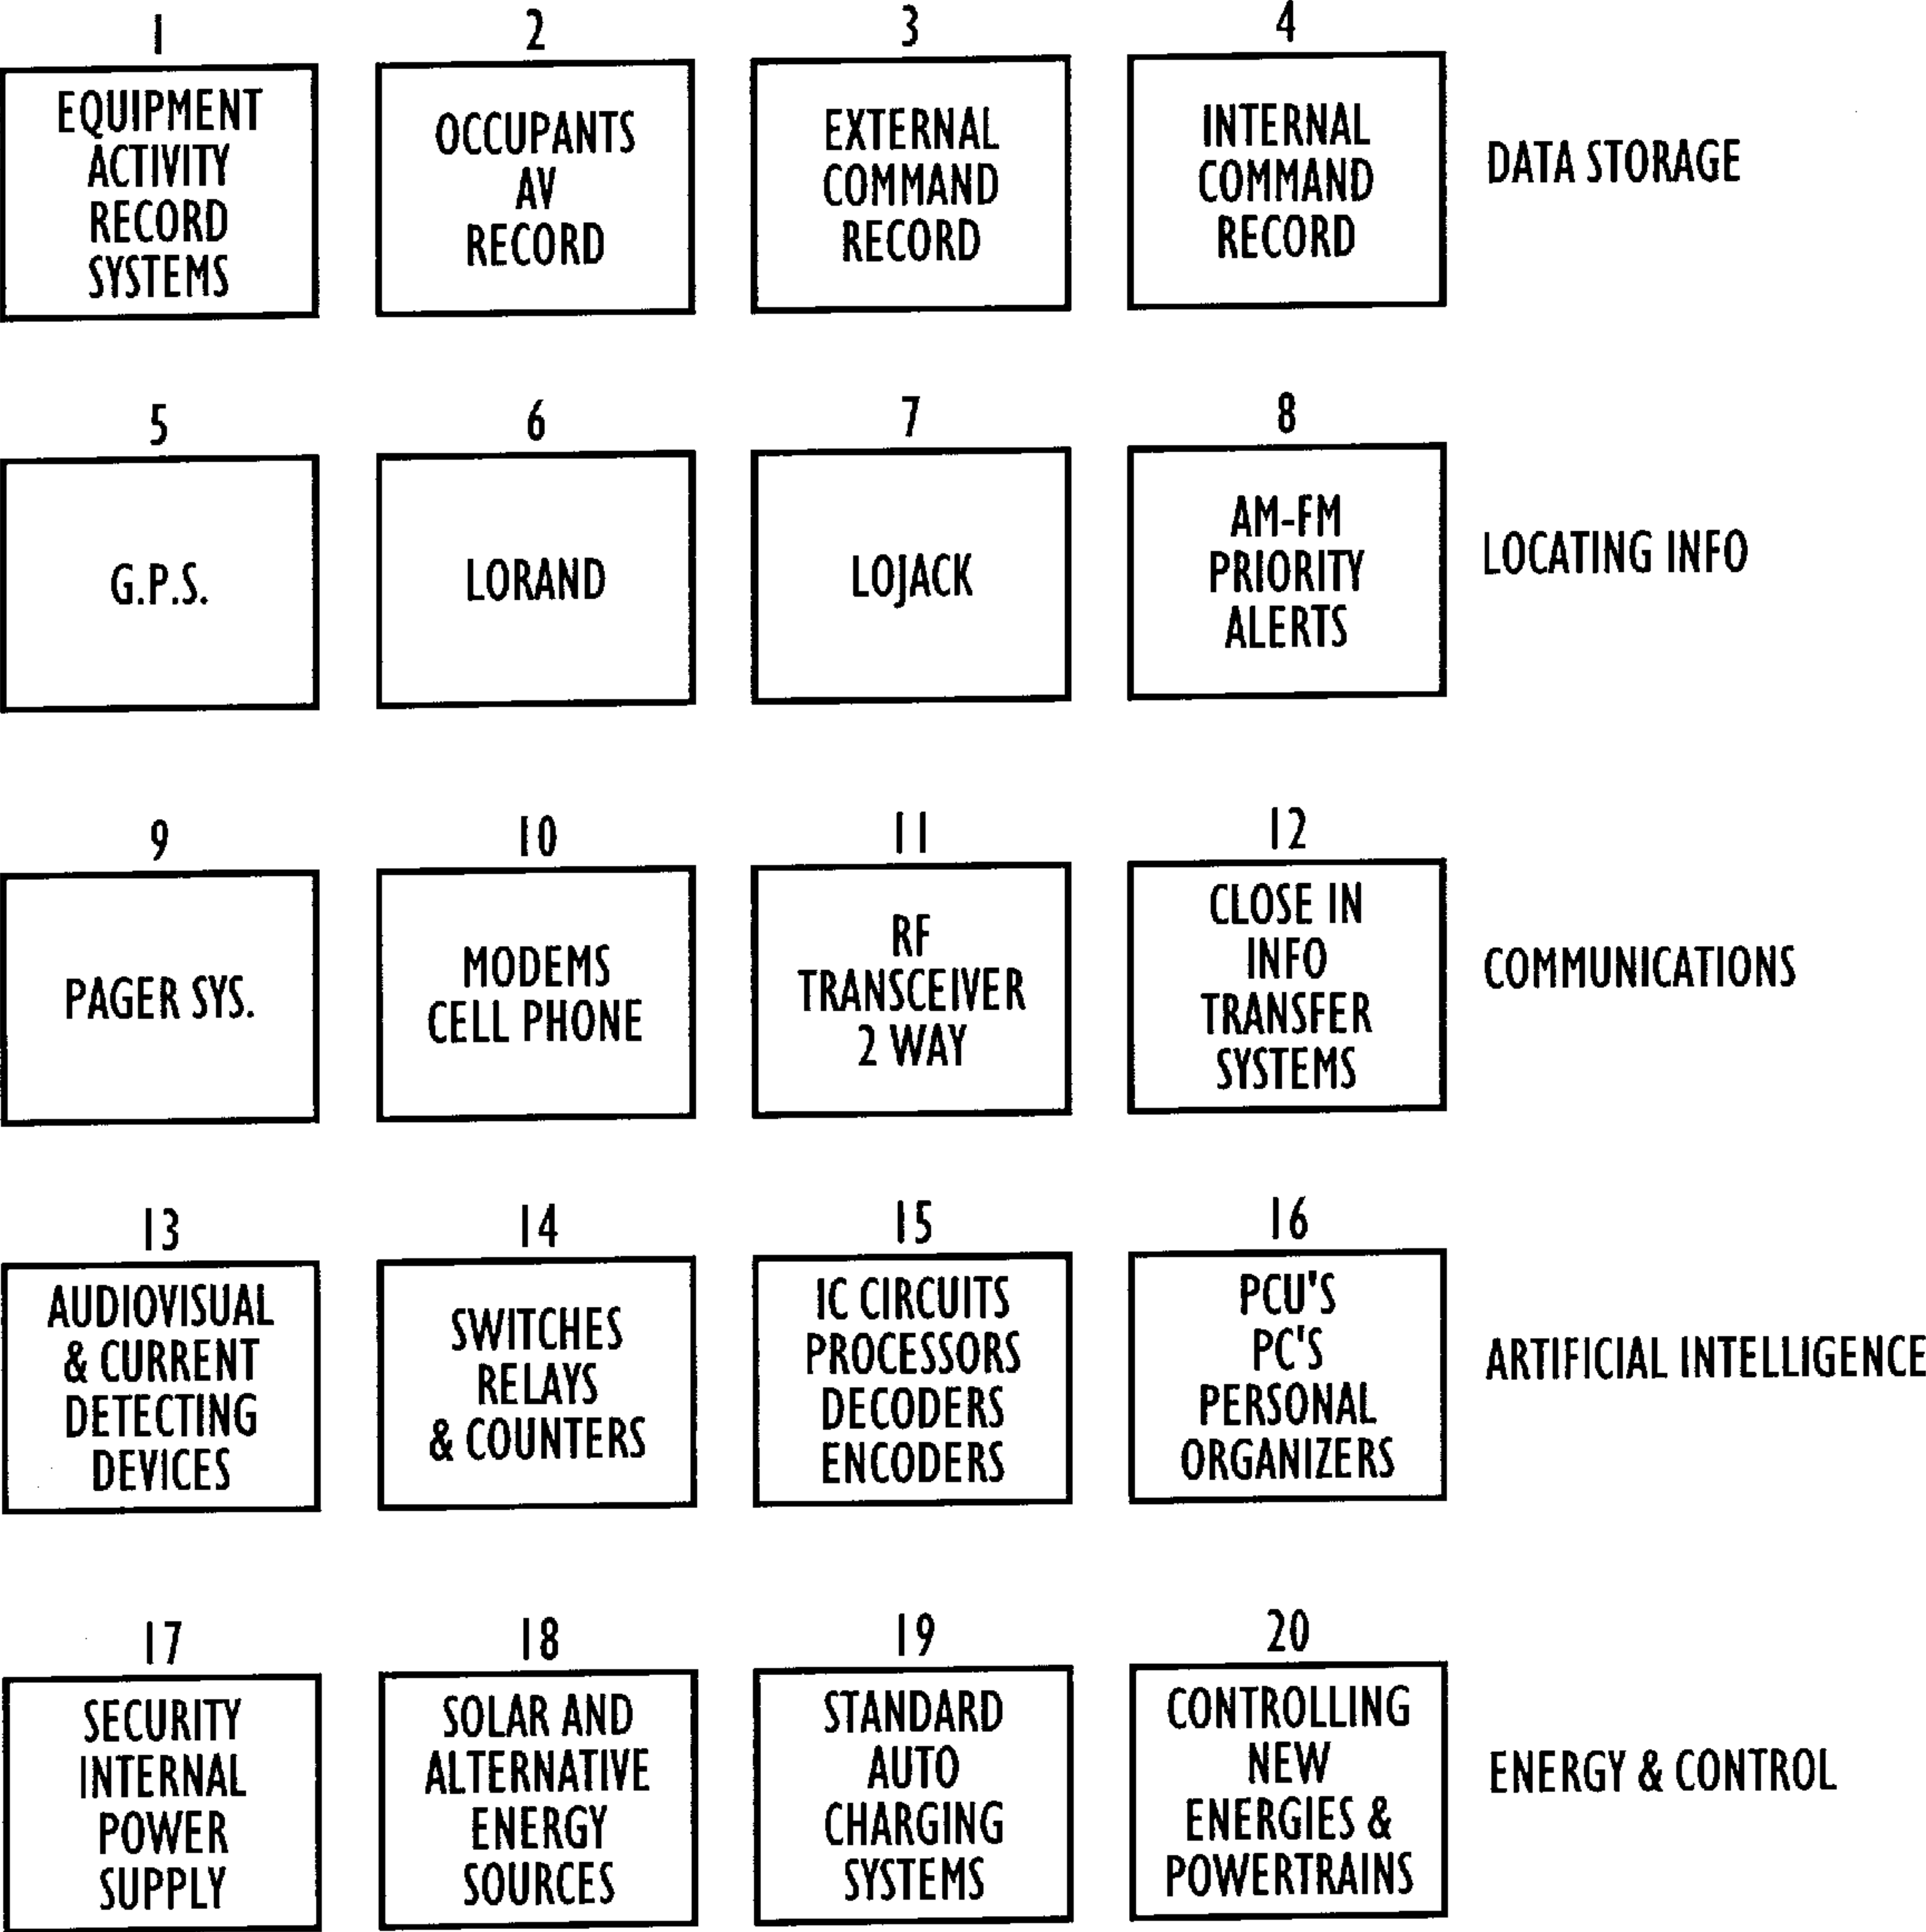 1
EQUIPMENT
ACTIVITY
RECORD
SYSTEMS
2
OCCUPANTS
AV
RECORD
3
EXTERNAL
COMMAND
RECORD
4
INTERNAL
COMMAND
RECORD
DATA STORAGE
5
G.P.S.
6
LORAND
7
LOJACK
8
AM-FM
PRIORITY
ALERTS
LOCATING INFO
9
PAGER SYS.
10
MODEMS
CELL PHONE
11
RF
TRANSCEIVER
2 WAY
12
CLOSE IN
INFO
TRANSFER
SYSTEMS
COMMUNICATIONS
13
AUDIOVISUAL
& CURRENT
DETECTING
DEVICES
14
SWITCHES
RELAYS
& COUNTERS
15
IC CIRCUITS
PROCESSORS
DECODERS
ENCODERS
16
PCU'S
PC'S
PERSONAL
ORGANIZERS
ARTIFICIAL INTELLIGENCE
17
SECURITY
INTERNAL
POWER
SUPPLY
18
SOLAR AND
ALTERNATIVE
ENERGY
SOURCES
19
STANDARD
AUTO
CHARGING
SYSTEMS
20
CONTROLLING
NEW
ENERGIES &
POWERTRAINS
ENERGY & CONTROL